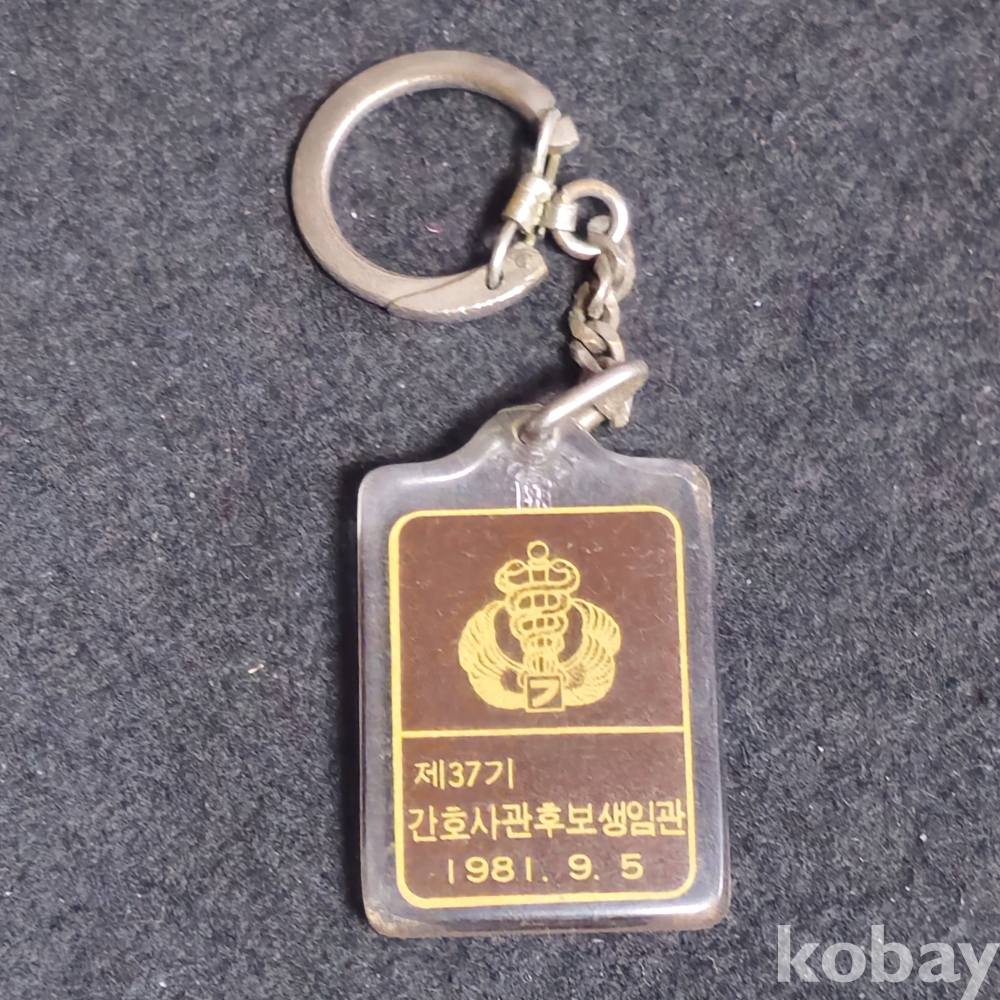 ㄱ
제37기
간호사관후보생임관
1981. 9. 5
kobay